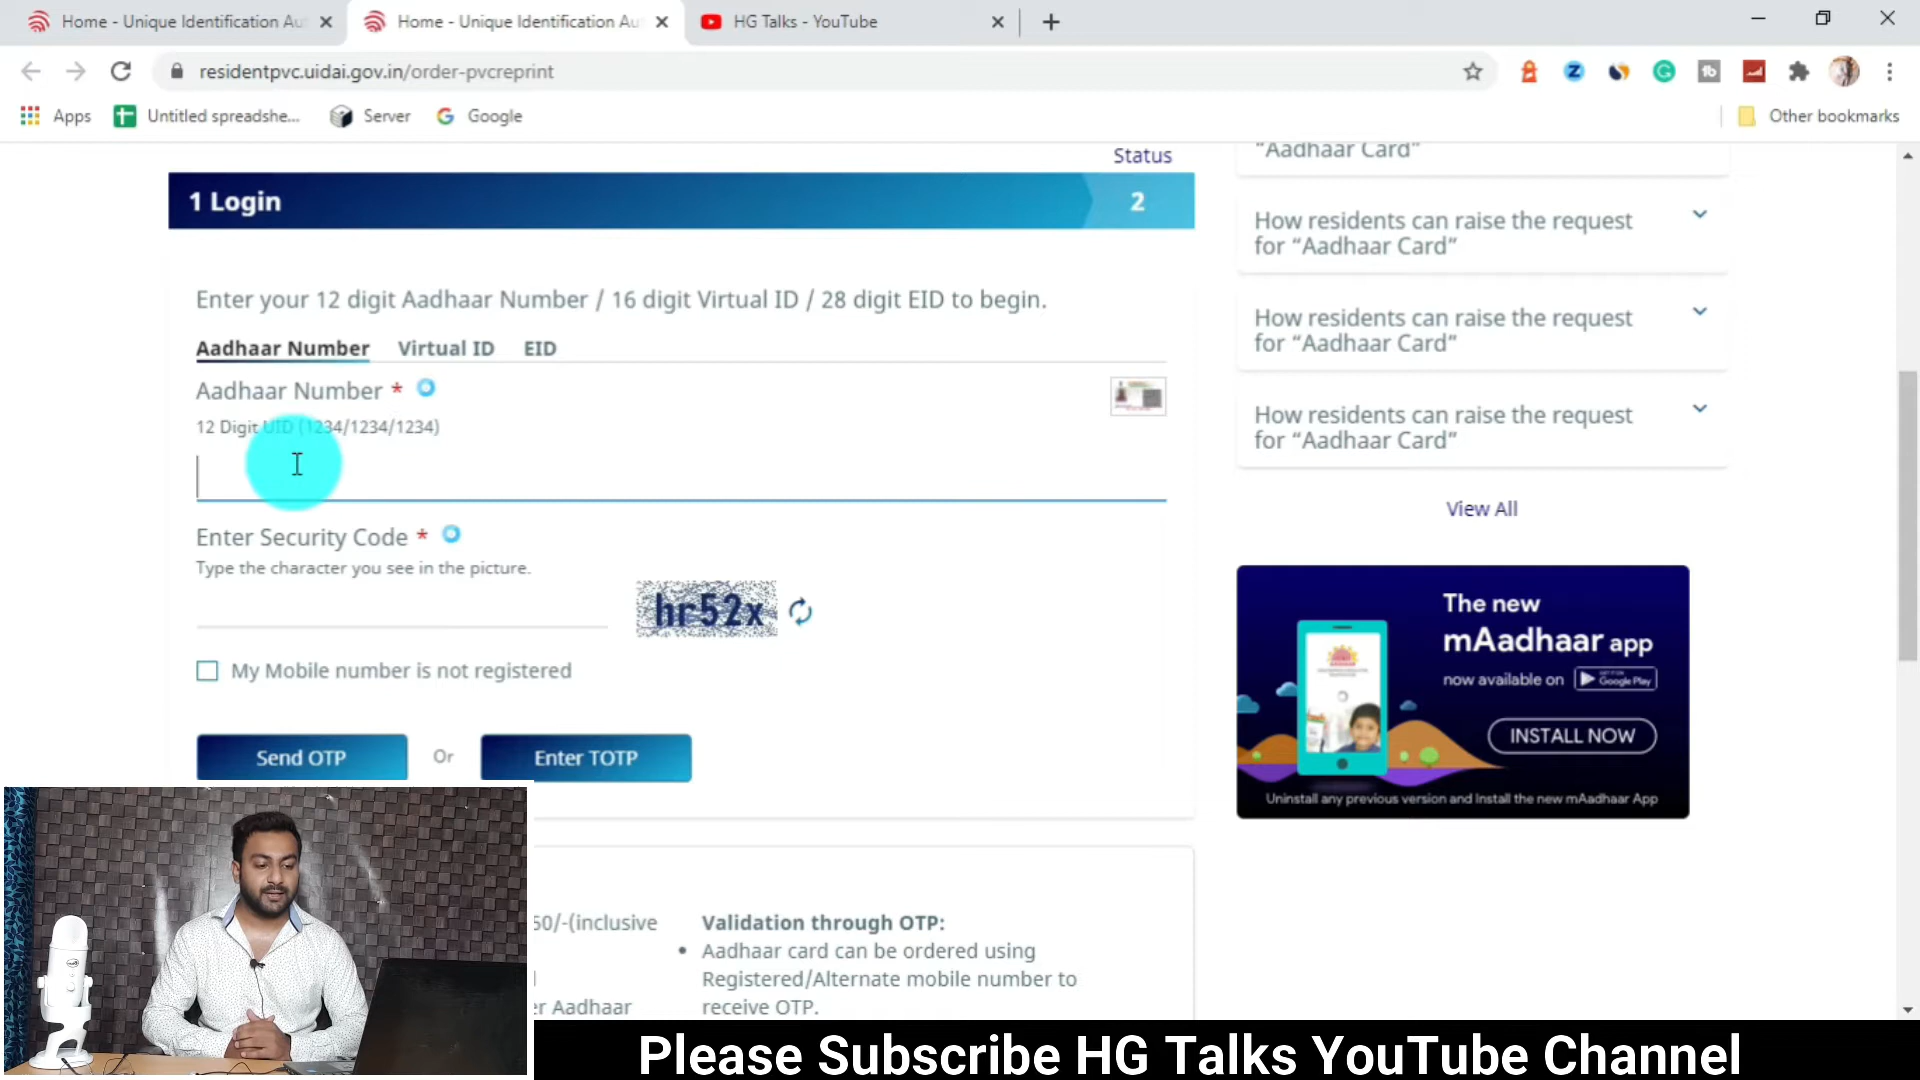 Home - Unique Identification Au
Home - Unique Identification Au
HG Talks - YouTube
residentpvc.uidai.gov.in/order-pvcreprint
Apps
Untitled spreadshe...
Server
Google
Other bookmarks
Status
1 Login
2
Enter your 12 digit Aadhaar Number / 16 digit Virtual ID / 28 digit EID to begin.
Aadhaar Number
Virtual ID
EID
Aadhaar Number *
12 Digit UID (1234/1234/1234)
Enter Security Code *
Type the character you see in the picture.
hr52x
My Mobile number is not registered
Send OTP
Or
Enter TOTP
50/-(inclusive
er Aadhaar
Validation through OTP:
Aadhaar card can be ordered using
Registered/Alternate mobile number to
receive OTP.
"Aadhaar Card"
How residents can raise the request
for "Aadhaar Card"
How residents can raise the request
for "Aadhaar Card"
How residents can raise the request
for "Aadhaar Card"
View All
The new
mAadhaar app
now available on
GET IT ON
Google Play
INSTALL NOW
Uninstall any previous version and Install the new mAadhaar App
Please Subscribe HG Talks YouTube Channel